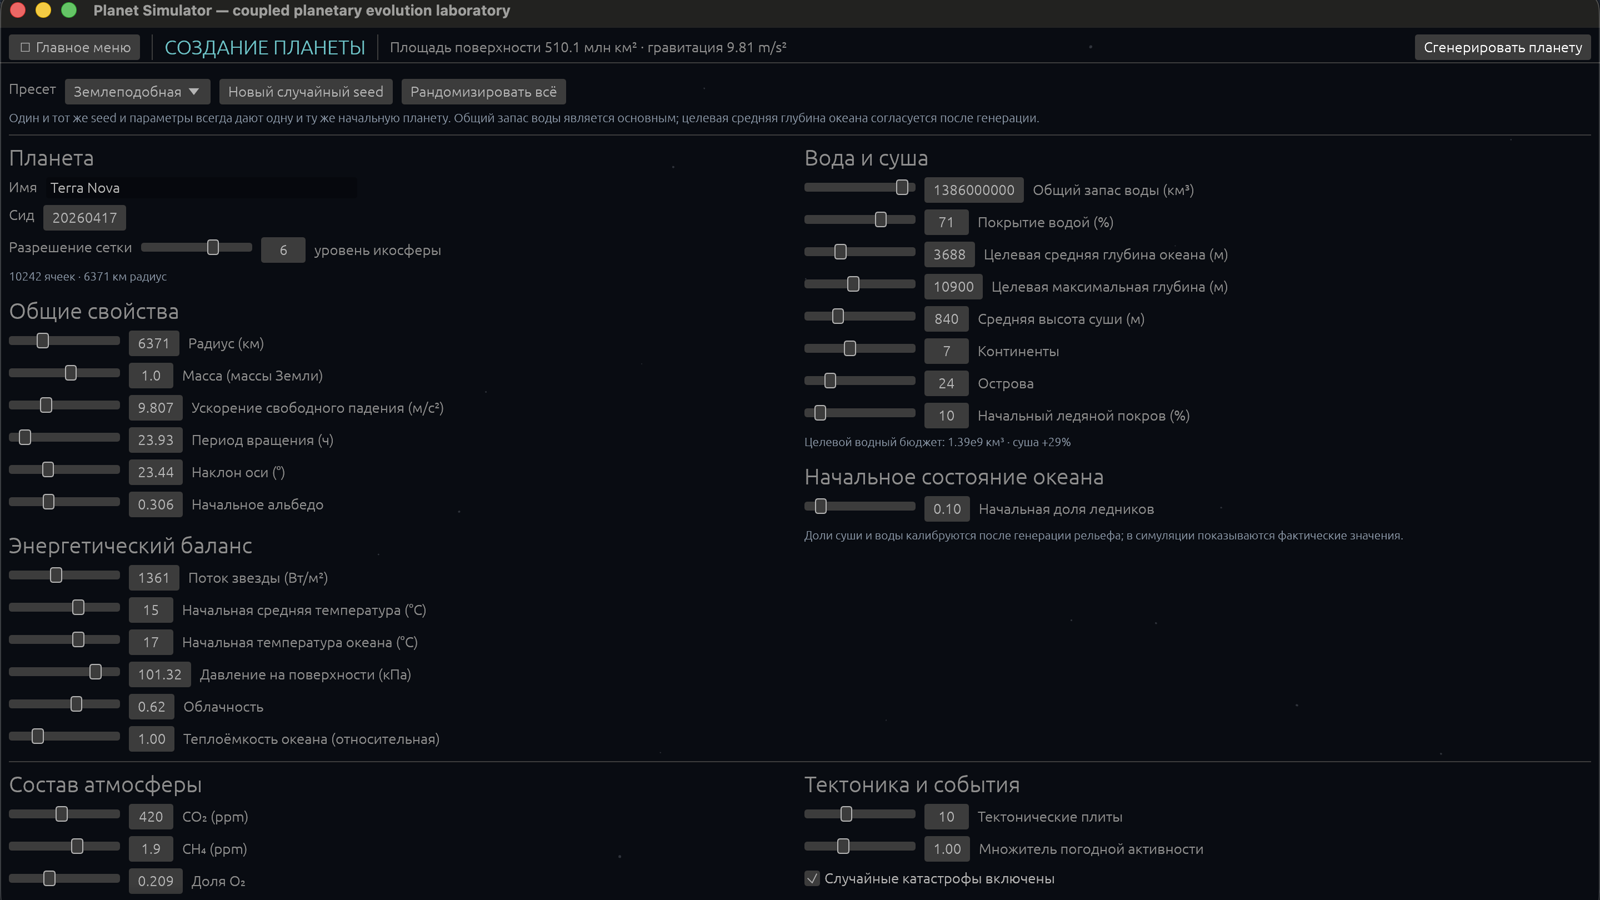 Planet Simulator — coupled planetary evolution laboratory
Главное меню
СОЗДАНИЕ ПЛАНЕТЫ
Площадь поверхности 510.1 млн км² · гравитация 9.81 m/s²
Сгенерировать планету
Пресет
Землеподобная
Новый случайный seed
Рандомизировать всё
Один и тот же seed и параметры всегда дают одну и ту же начальную планету. Общий запас воды является основным; целевая средняя глубина океана согласуется после генерации.
Планета
Имя Terra Nova
Сид 20260417
Разрешение сетки 6 уровень икосферы
10242 ячеек · 6371 км радиус
Общие свойства
6371 Радиус (км)
1.0 Масса (массы Земли)
9.807 Ускорение свободного падения (м/с²)
23.93 Период вращения (ч)
23.44 Наклон оси (°)
0.306 Начальное альбедо
Энергетический баланс
1361 Поток звезды (Вт/м²)
15 Начальная средняя температура (°C)
17 Начальная температура океана (°C)
101.32 Давление на поверхности (кПа)
0.62 Облачность
1.00 Теплоёмкость океана (относительная)
Вода и суша
1386000000 Общий запас воды (км³)
71 Покрытие водой (%)
3688 Целевая средняя глубина океана (м)
10900 Целевая максимальная глубина (м)
840 Средняя высота суши (м)
7 Континенты
24 Острова
10 Начальный ледяной покров (%)
Целевой водный бюджет: 1.39e9 км³ · суша +29%
Начальное состояние океана
0.10 Начальная доля ледников
Доли суши и воды калибруются после генерации рельефа; в симуляции показываются фактические значения.
Состав атмосферы
420 CO₂ (ppm)
1.9 CH₄ (ppm)
0.209 Доля O₂
Тектоника и события
10 Тектонические плиты
1.00 Множитель погодной активности
Случайные катастрофы включены